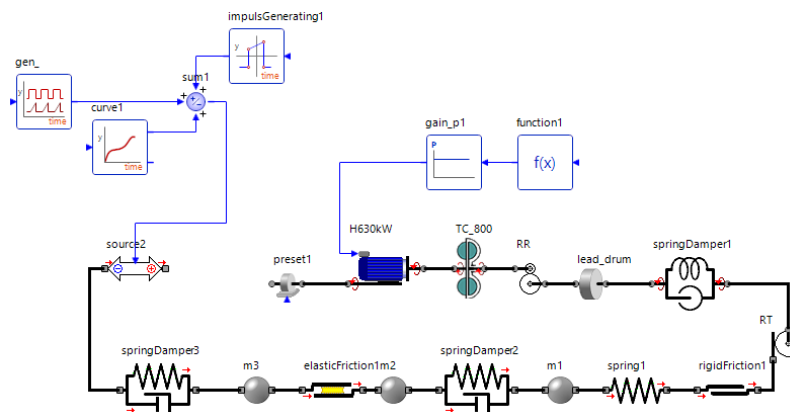 impulsGenerating1
y
time
gen_
y
time
sum1
curve1
y
time
gain_p1
P
function1
f(x)
source2
preset1
H630kW
TC_800
RR
lead_drum
springDamper1
RT
springDamper3
m3
elasticFriction1m2
springDamper2
m1
spring1
rigidFriction1